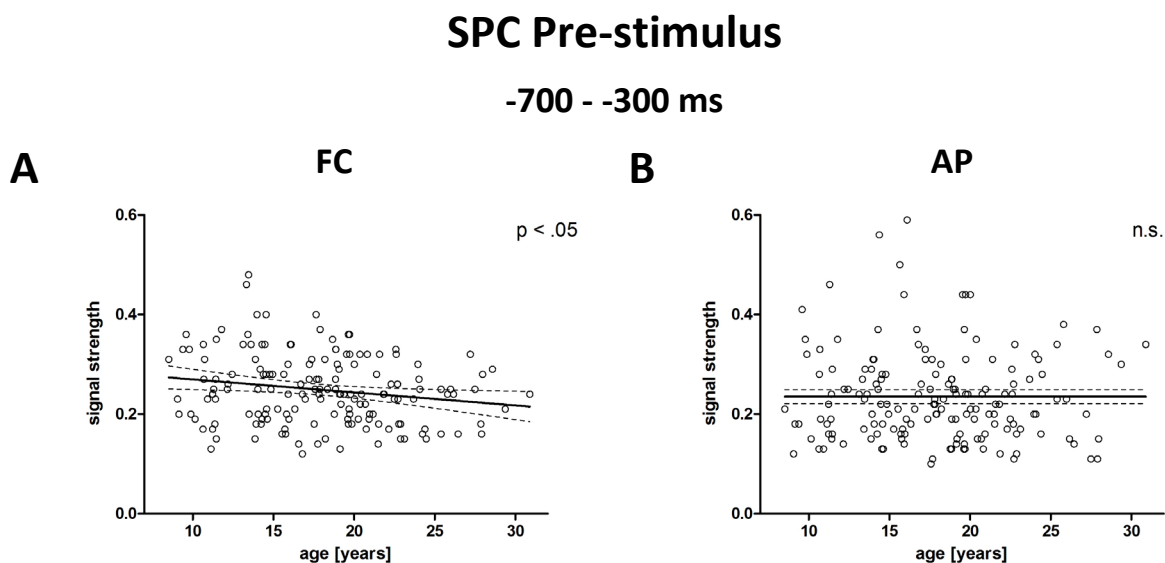 SPC Pre-stimulus
-700 - -300 ms
A
FC
B
AP
0.6
p < .05
0.4
0.2
0.0
signal strength
10 15 20 25 30
age [years]
0.6
n.s.
0.4
0.2
0.0
signal strength
10 15 20 25 30
age [years]